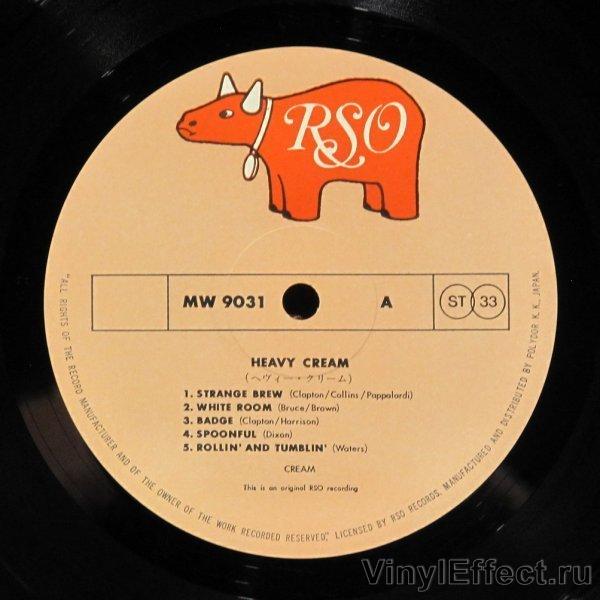 RSO
MW 9031
A
ST 33
HEAVY CREAM
(ヘヴィー・クリーム)
1. STRANGE BREW (Clapton/Collins/Pappalardi)
2. WHITE ROOM (Bruce/Brown)
3. BADGE (Clapton/Harrison)
4. SPOONFUL (Dixon)
5. ROLLIN' AND TUMBLIN' (Waters)
CREAM
This is an original RSO recording
"ALL RIGHTS OF THE RECORD MANUFACTURER AND OF THE OWNER OF THE WORK RECORDED RESERVED," LICENSED BY RSO RECORDS, MANUFACTURED AND DISTRIBUTED BY POLYDOR K. K., JAPAN.
VinylEffect.ru